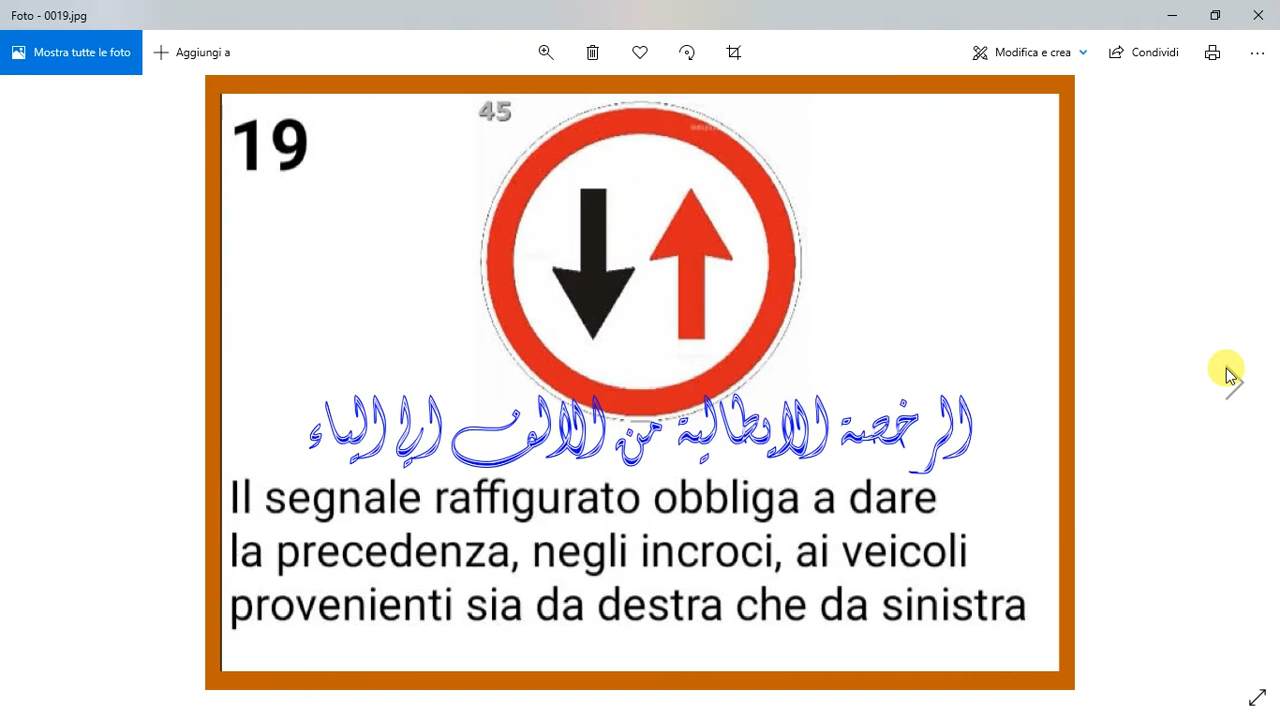 Foto - 0019.jpg
Mostra tutte le foto
Aggiungi a
Modifica e crea
Condividi
45
19
الرخصة الايطالية من الالف الي الياء
Il segnale raffigurato obbliga a dare
la precedenza, negli incroci, ai veicoli
provenienti sia da destra che da sinistra